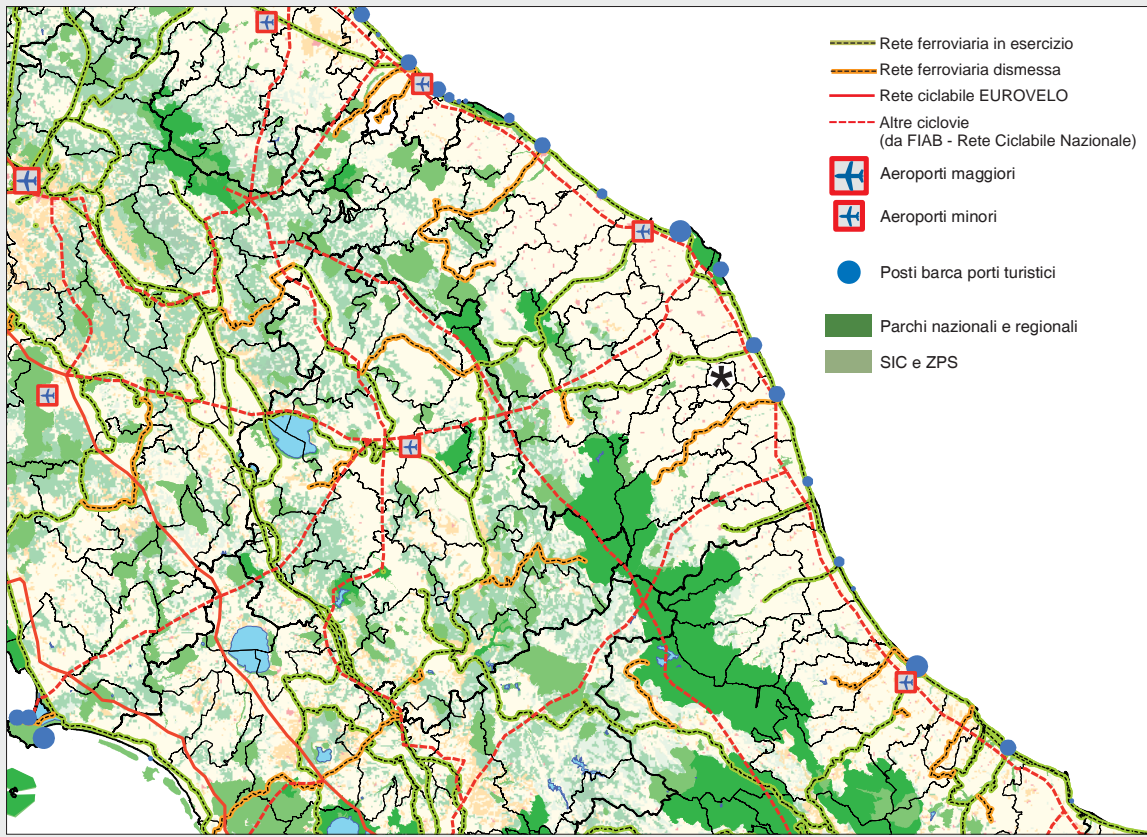 Rete ferroviaria in esercizio
Rete ferroviaria dismessa
Rete ciclabile EUROVELO
Altre ciclovie
(da FIAB - Rete Ciclabile Nazionale)
Aeroporti maggiori
Aeroporti minori
Posti barca porti turistici
Parchi nazionali e regionali
SIC e ZPS
*